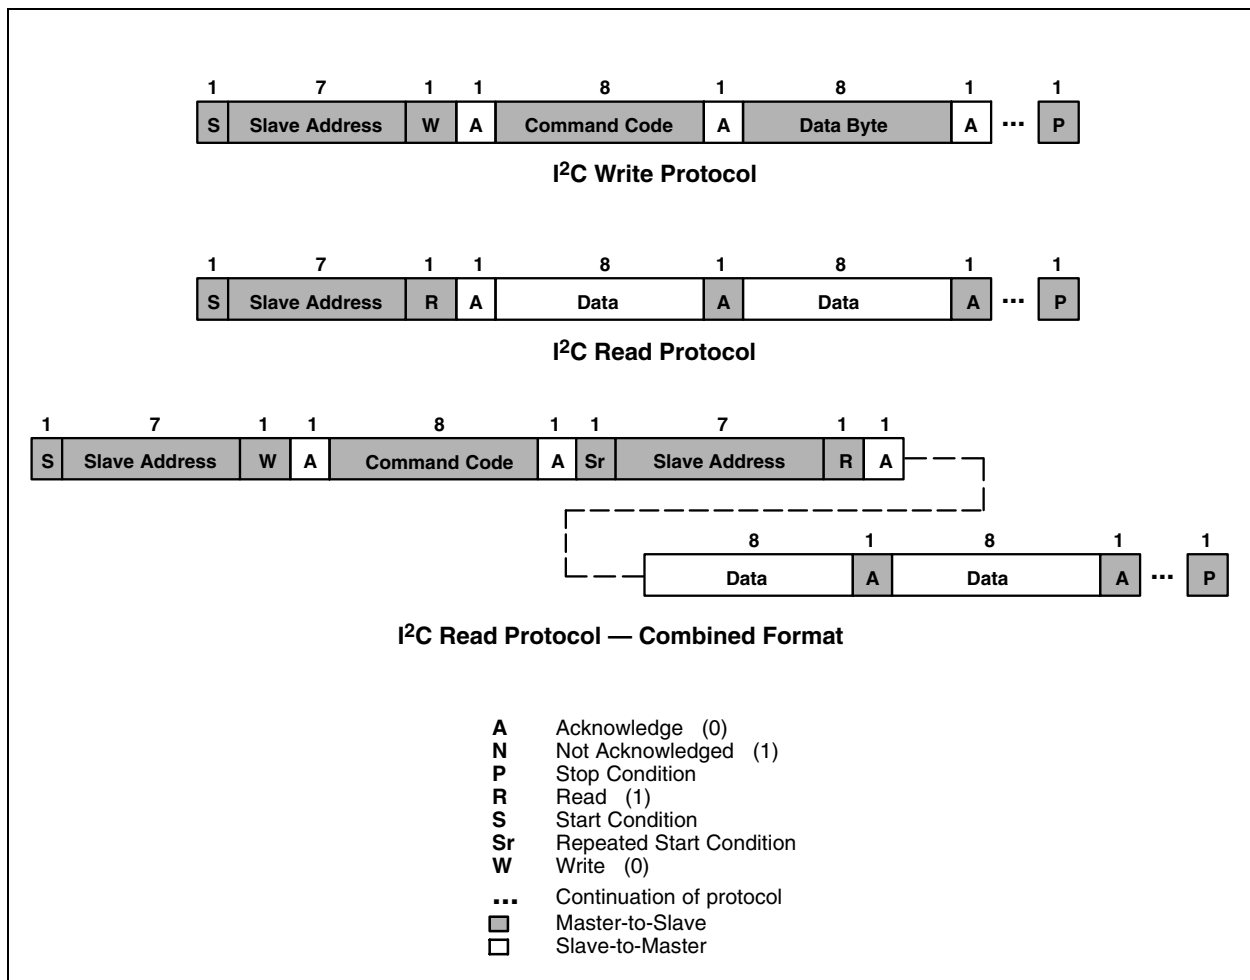 1 7 1 1 8 1 8 1 1
S Slave Address W A Command Code A Data Byte A ... P
I2C Write Protocol
1 7 1 1 8 1 8 1 1
S Slave Address R A Data A Data A ... P
I2C Read Protocol
1 7 1 1 8 1 1 7 1 1
S Slave Address W A Command Code A Sr Slave Address R A
8 1 8 1 1
Data A Data A ... P
I2C Read Protocol — Combined Format
A Acknowledge (0)
N Not Acknowledged (1)
P Stop Condition
R Read (1)
S Start Condition
Sr Repeated Start Condition
W Write (0)
... Continuation of protocol
Master-to-Slave
Slave-to-Master